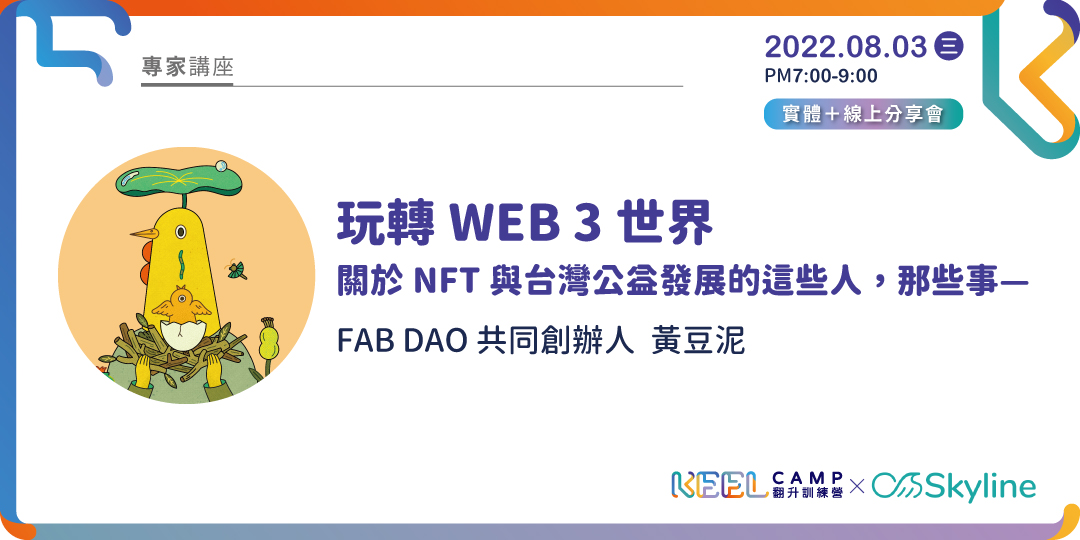 專家講座
2022.08.03 三
PM7:00-9:00
實體＋線上分享會
玩轉 WEB 3 世界
關於 NFT 與台灣公益發展的這些人，那些事—
FAB DAO 共同創辦人 黃豆泥
KEEL CAMP 翻升訓練營 × Skyline